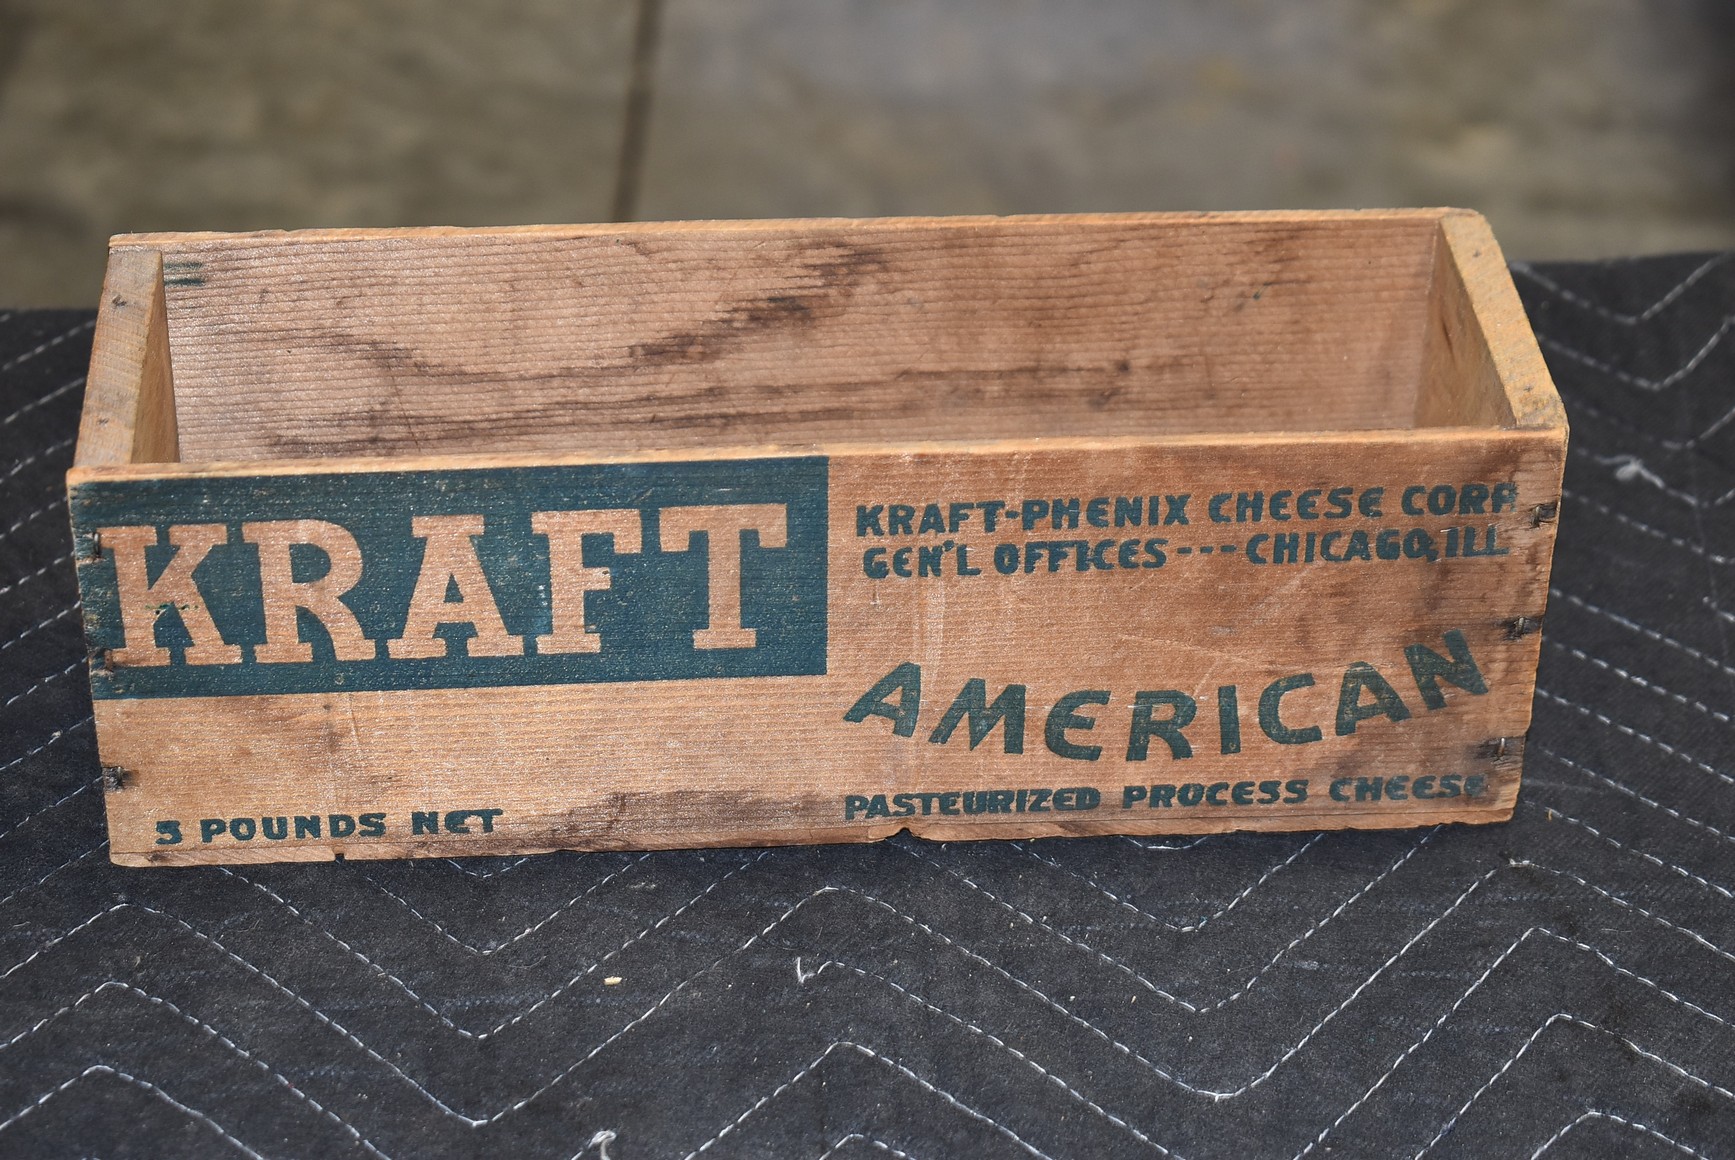 KRAFT
KRAFT-PHENIX CHEESE CORP
GEN'L OFFICES---CHICAGO, ILL
AMERICAN
PASTEURIZED PROCESS CHEESE
5 POUNDS NET